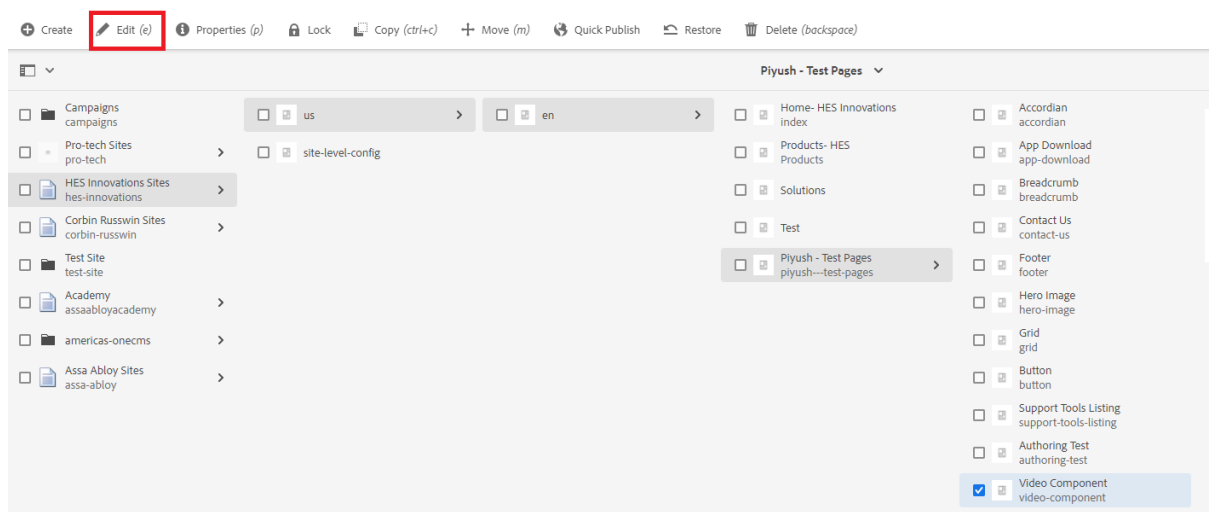 Create
Edit (e)
Properties (p)
Lock
Copy (ctrl+c)
Move (m)
Quick Publish
Restore
Delete (backspace)
Piyush - Test Pages
Campaigns
campaigns
Pro-tech Sites
pro-tech
HES Innovations Sites
hes-innovations
Corbin Russwin Sites
corbin-russwin
Test Site
test-site
Academy
assaabloyacademy
americas-onecms
Assa Abloy Sites
assa-abloy
us
site-level-config
en
Home- HES Innovations
index
Products- HES
Products
Solutions
Test
Piyush - Test Pages
piyush---test-pages
Accordian
accordian
App Download
app-download
Breadcrumb
breadcrumb
Contact Us
contact-us
Footer
footer
Hero Image
hero-image
Grid
grid
Button
button
Support Tools Listing
support-tools-listing
Authoring Test
authoring-test
Video Component
video-component